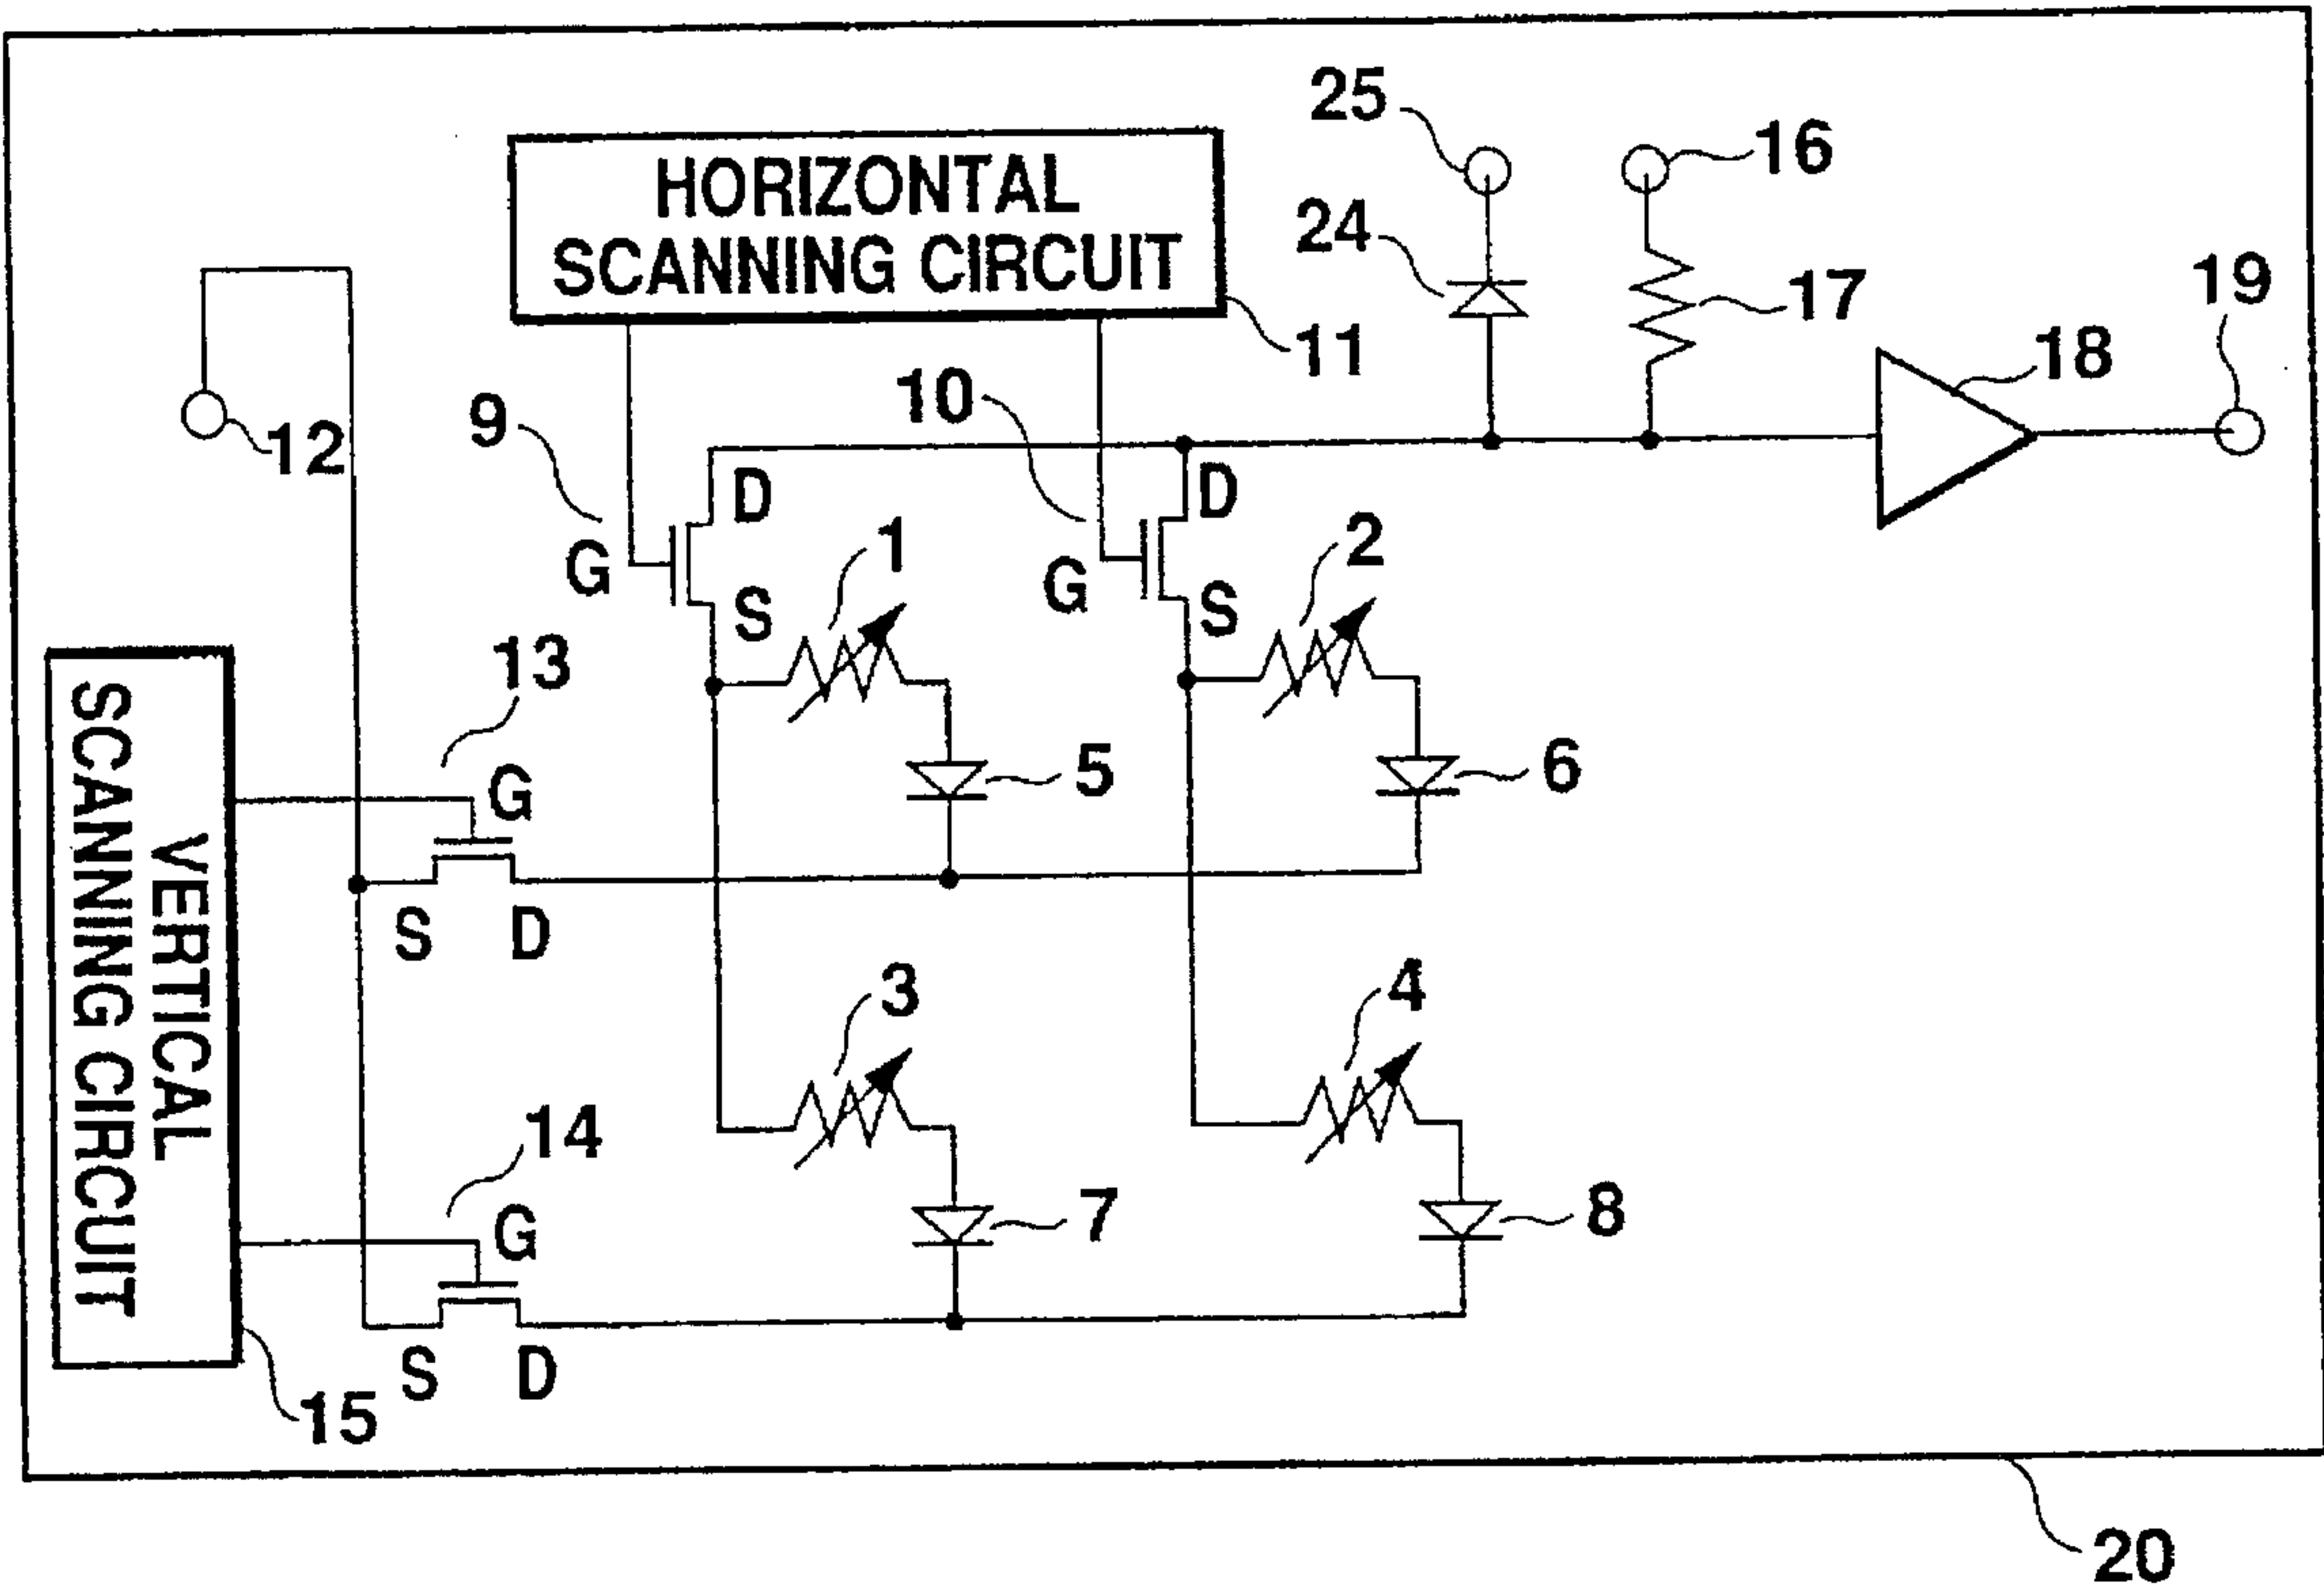 25
16
HORIZONTAL
SCANNING CIRCUIT
24
17
19
11
18
9
10
12
D
D
G
1
G
2
S
S
13
5
6
G
S
D
VERTICAL
SCANNING CIRCUIT
3
4
14
G
7
8
S
D
15
20